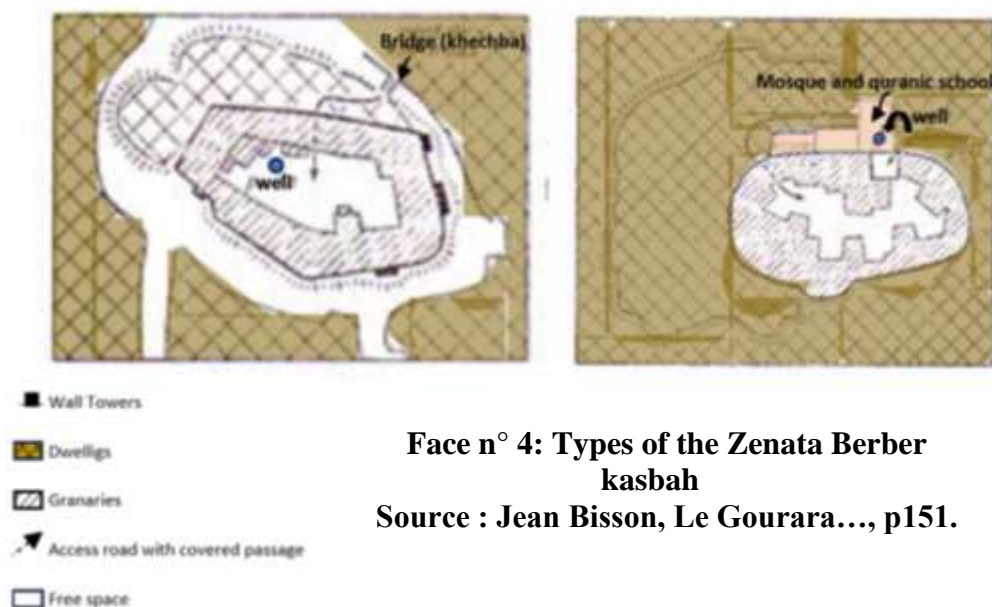 Bridge (khechba)
well
Mosque and quranic school
well
Wall Towers
Dwelligs
Granaries
Access road with covered passage
Free space
Face n° 4: Types of the Zenata Berber
kasbah
Source : Jean Bisson, Le Gourara…, p151.